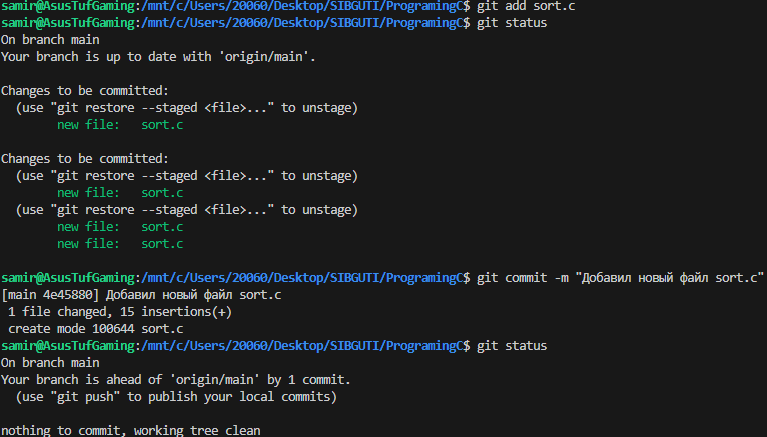 samir@AsusTufGaming:/mnt/c/Users/20060/Desktop/SIBGUTI/ProgramingC$ git add sort.c
samir@AsusTufGaming:/mnt/c/Users/20060/Desktop/SIBGUTI/ProgramingC$ git status
On branch main
Your branch is up to date with 'origin/main'.
Changes to be committed:
(use "git restore --staged <file>..." to unstage)
new file:   sort.c
Changes to be committed:
(use "git restore --staged <file>..." to unstage)
new file:   sort.c
(use "git restore --staged <file>..." to unstage)
new file:   sort.c
new file:   sort.c
samir@AsusTufGaming:/mnt/c/Users/20060/Desktop/SIBGUTI/ProgramingC$ git commit -m "Добавил новый файл sort.c"
[main 4e45880] Добавил новый файл sort.c
1 file changed, 15 insertions(+)
create mode 100644 sort.c
samir@AsusTufGaming:/mnt/c/Users/20060/Desktop/SIBGUTI/ProgramingC$ git status
On branch main
Your branch is ahead of 'origin/main' by 1 commit.
(use "git push" to publish your local commits)
nothing to commit, working tree clean